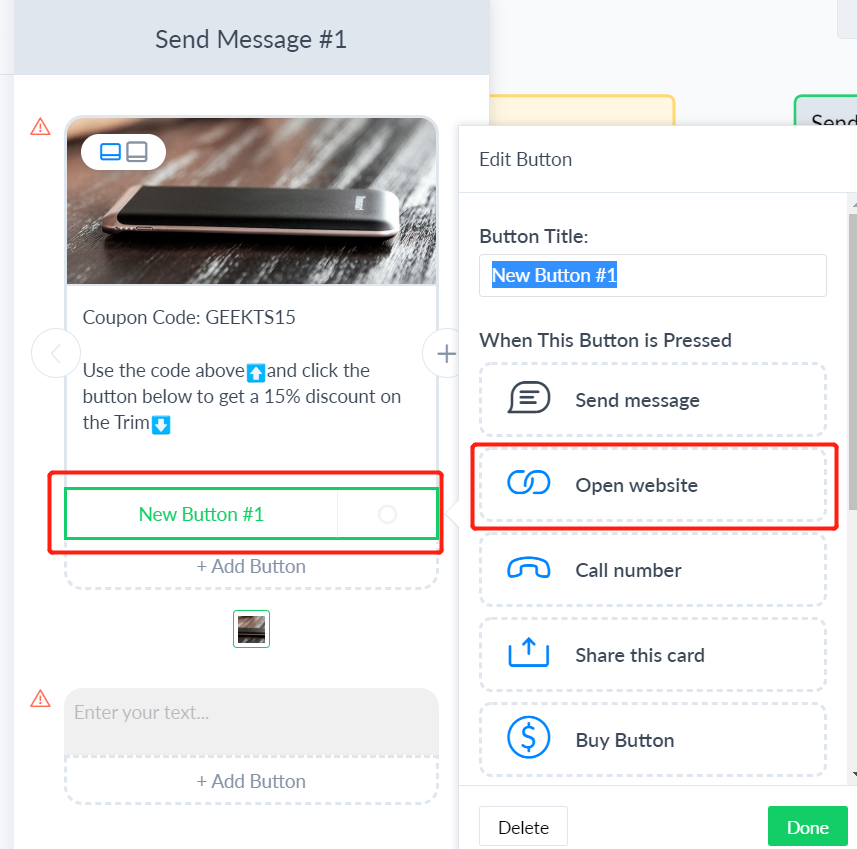 Send Message #1
Send
Edit Button
Button Title:
New Button #1
When This Button is Pressed
Send message
Open website
Call number
Share this card
Buy Button
Delete
Done
Coupon Code: GEEKTS15
Use the code above⬆️and click the
button below to get a 15% discount on
the Trim⬇️
New Button #1
+ Add Button
Enter your text...
+ Add Button